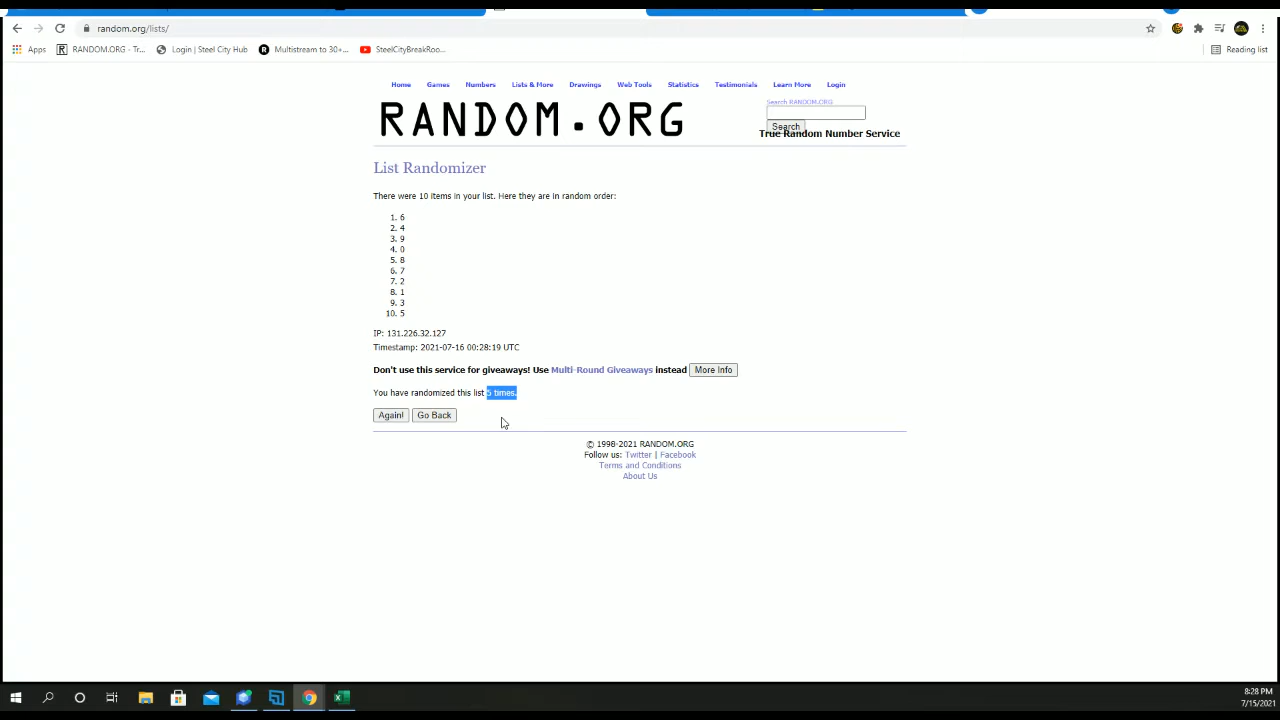 random.org/lists/
Apps RANDOM.ORG - Tr... Login | Steel City Hub Multistream to 30+... SteelCityBreakRoo... Reading list
Home Games Numbers Lists & More Drawings Web Tools Statistics Testimonials Learn More Login
Search RANDOM.ORG
RANDOM.ORG
Search
True Random Number Service
List Randomizer
There were 10 items in your list. Here they are in random order:
1. 6
2. 4
3. 9
4. 0
5. 8
6. 7
7. 2
8. 1
9. 3
10. 5
IP: 131.226.32.127
Timestamp: 2021-07-16 00:28:19 UTC
Don't use this service for giveaways! Use Multi-Round Giveaways instead More Info
You have randomized this list 5 times.
Again! Go Back
© 1998-2021 RANDOM.ORG
Follow us: Twitter | Facebook
Terms and Conditions
About Us
8:28 PM
7/15/2021